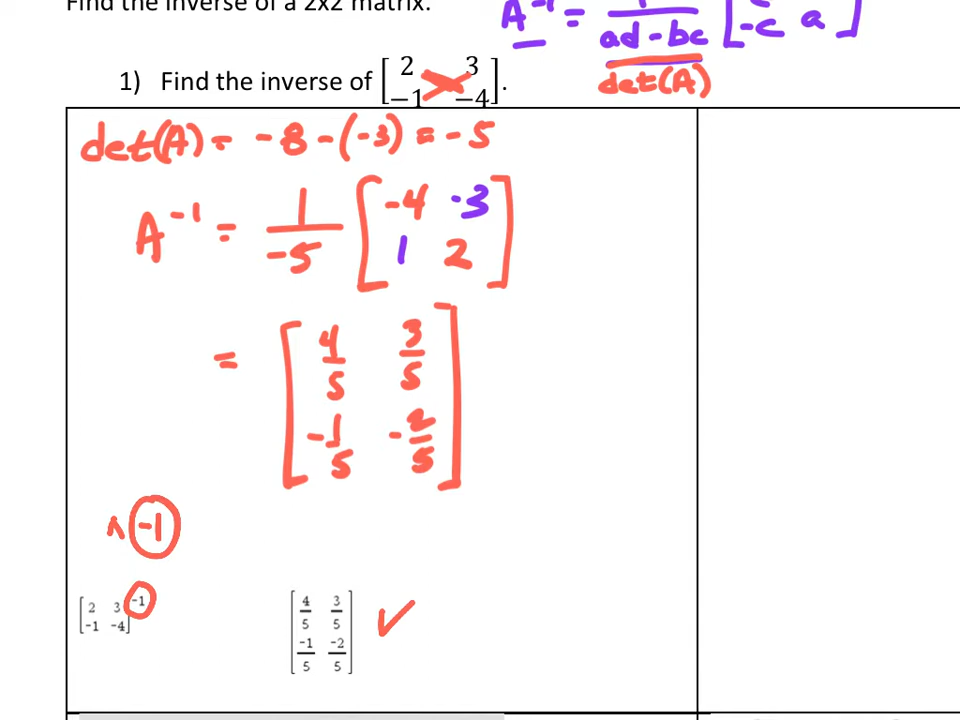 Find the inverse of a 2x2 matrix.
A⁻¹ = 1/(ad - bc) [ -c a ]
det(A)
1) Find the inverse of [2 3; -1 -4].
det(A) = -8 - (-3) = -5
A⁻¹ = 1/-5 [-4 -3; 1 2]
= [4/5 3/5; -1/5 -2/5]
^ -1
[2 3; -1 -4]⁻¹ [4/5 3/5; -1/5 -2/5] ✓